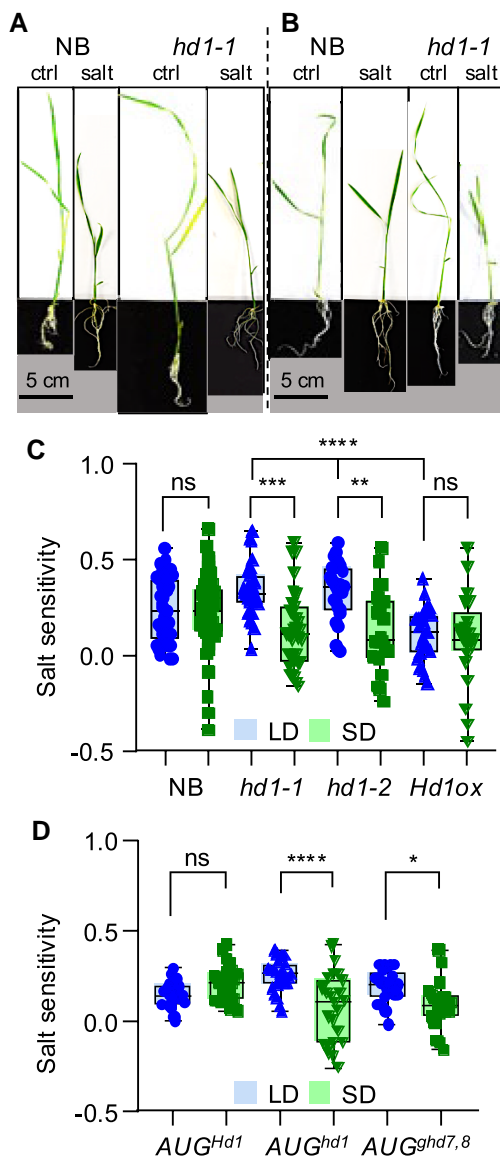 A B
NB hd1-1 NB hd1-1
ctrl salt ctrl salt ctrl salt ctrl salt
5 cm 5 cm
C
****
ns *** ** ns
1.0
0.5
0.0
-0.5
Salt sensitivity
LD SD
NB hd1-1 hd1-2 Hd1ox
D
ns **** *
1.0
0.5
0.0
-0.5
Salt sensitivity
LD SD
AUG^Hd1 AUG^hd1 AUG^ghd7,8